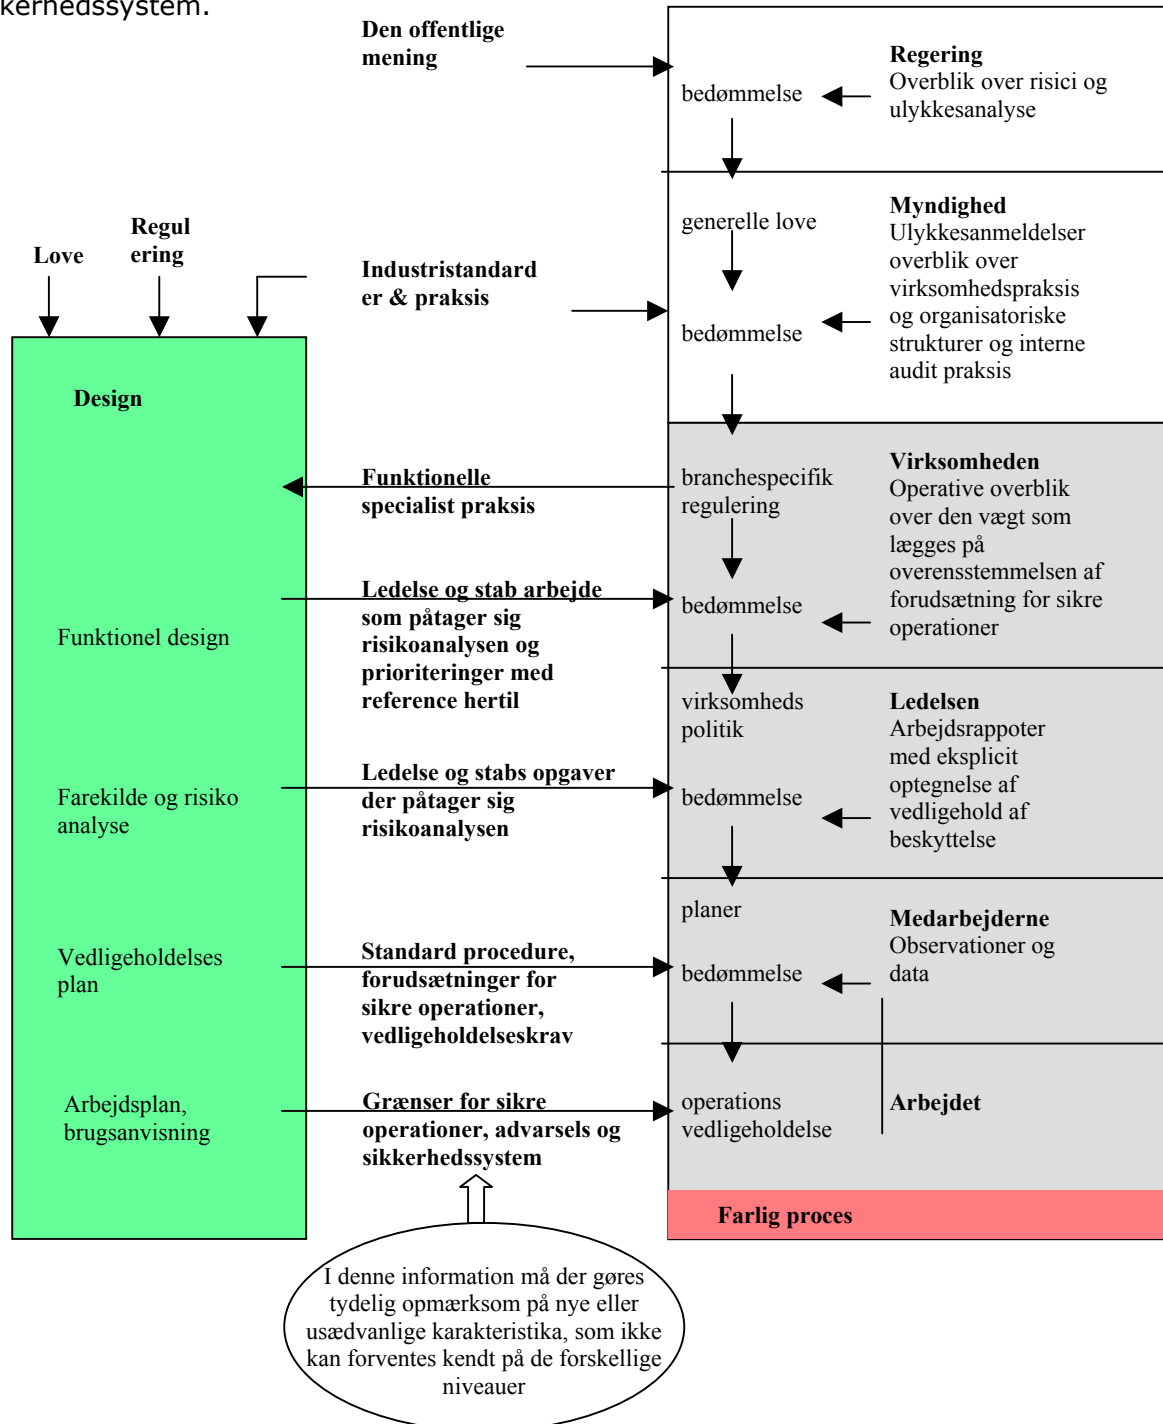 kerhedssystem.
Den offentlige
mening
bedømmelse
Regering
Overblik over risici og
ulykkesanalyse
generelle love
Myndighed
Ulykkesanmeldelser
overblik over
virksomhedspraksis
og organisatoriske
strukturer og interne
audit praksis
Love
Regul
ering
Industristandard
er & praksis
bedømmelse
Design
Funktionelle
specialist praksis
branchespecifik
regulering
Virksomheden
Operative overblik
over den vægt som
lægges på
overensstemmelsen af
forudsætning for sikre
operationer
Funktionel design
Ledelse og stab arbejde
som påtager sig
risikoanalysen og
prioriteringer med
reference hertil
bedømmelse
virksomheds
politik
Ledelsen
Arbejdsrappoter
med eksplicit
optegnelse af
vedligehold af
beskyttelse
Farekilde og risiko
analyse
Ledelse og stabs opgaver
der påtager sig
risikoanalysen
bedømmelse
planer
Medarbejderne
Observationer og
data
Vedligeholdelses
plan
Standard procedure,
forudsætninger for
sikre operationer,
vedligeholdelseskrav
bedømmelse
Arbejdsplan,
brugsanvisning
Grænser for sikre
operationer, advarsels og
sikkerhedssystem
operations
vedligeholdelse
Arbejdet
Farlig proces
I denne information må der gøres
tydelig opmærksom på nye eller
usædvanlige karakteristika, som ikke
kan forventes kendt på de forskellige
niveauer